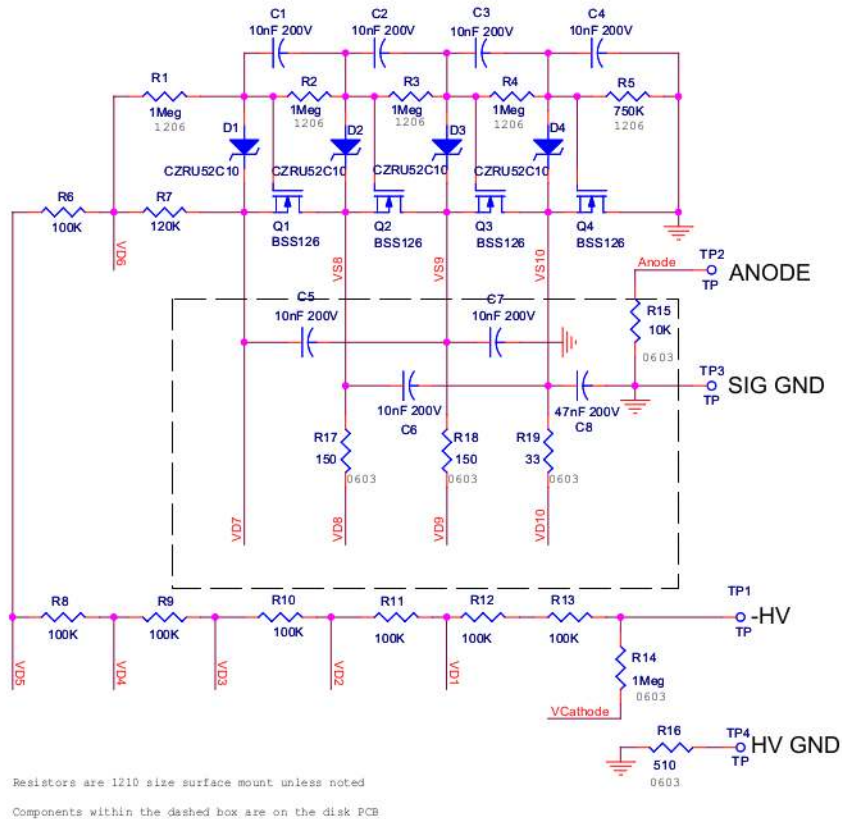 C1
10nF 200V
C2
10nF 200V
C3
10nF 200V
C4
10nF 200V
R1
1Meg
1206
R2
1Meg
1206
R3
1Meg
1206
R4
1Meg
1206
R5
750K
1206
D1
CZRU52C10
D2
CZRU52C10
D3
CZRU52C10
D4
CZRU52C10
R6
100K
R7
120K
Q1
BSS126
Q2
BSS126
Q3
BSS126
Q4
BSS126
VD6
VS8
VS9
VS10
Anode
TP2
TP
ANODE
C5
10nF 200V
C7
10nF 200V
R15
10K
0603
TP3
TP
SIG GND
10nF 200V
C6
47nF 200V
C8
R17
150
0603
R18
150
0603
R19
33
0603
VD7
VD8
VD9
VD10
R8
100K
R9
100K
R10
100K
R11
100K
R12
100K
R13
100K
TP1
TP
-HV
VD5
VD4
VD3
VD2
VD1
R14
1Meg
0603
VCathode
R16
510
0603
TP4
TP
HV GND
Resistors are 1210 size surface mount unless noted
Components within the dashed box are on the disk PCB